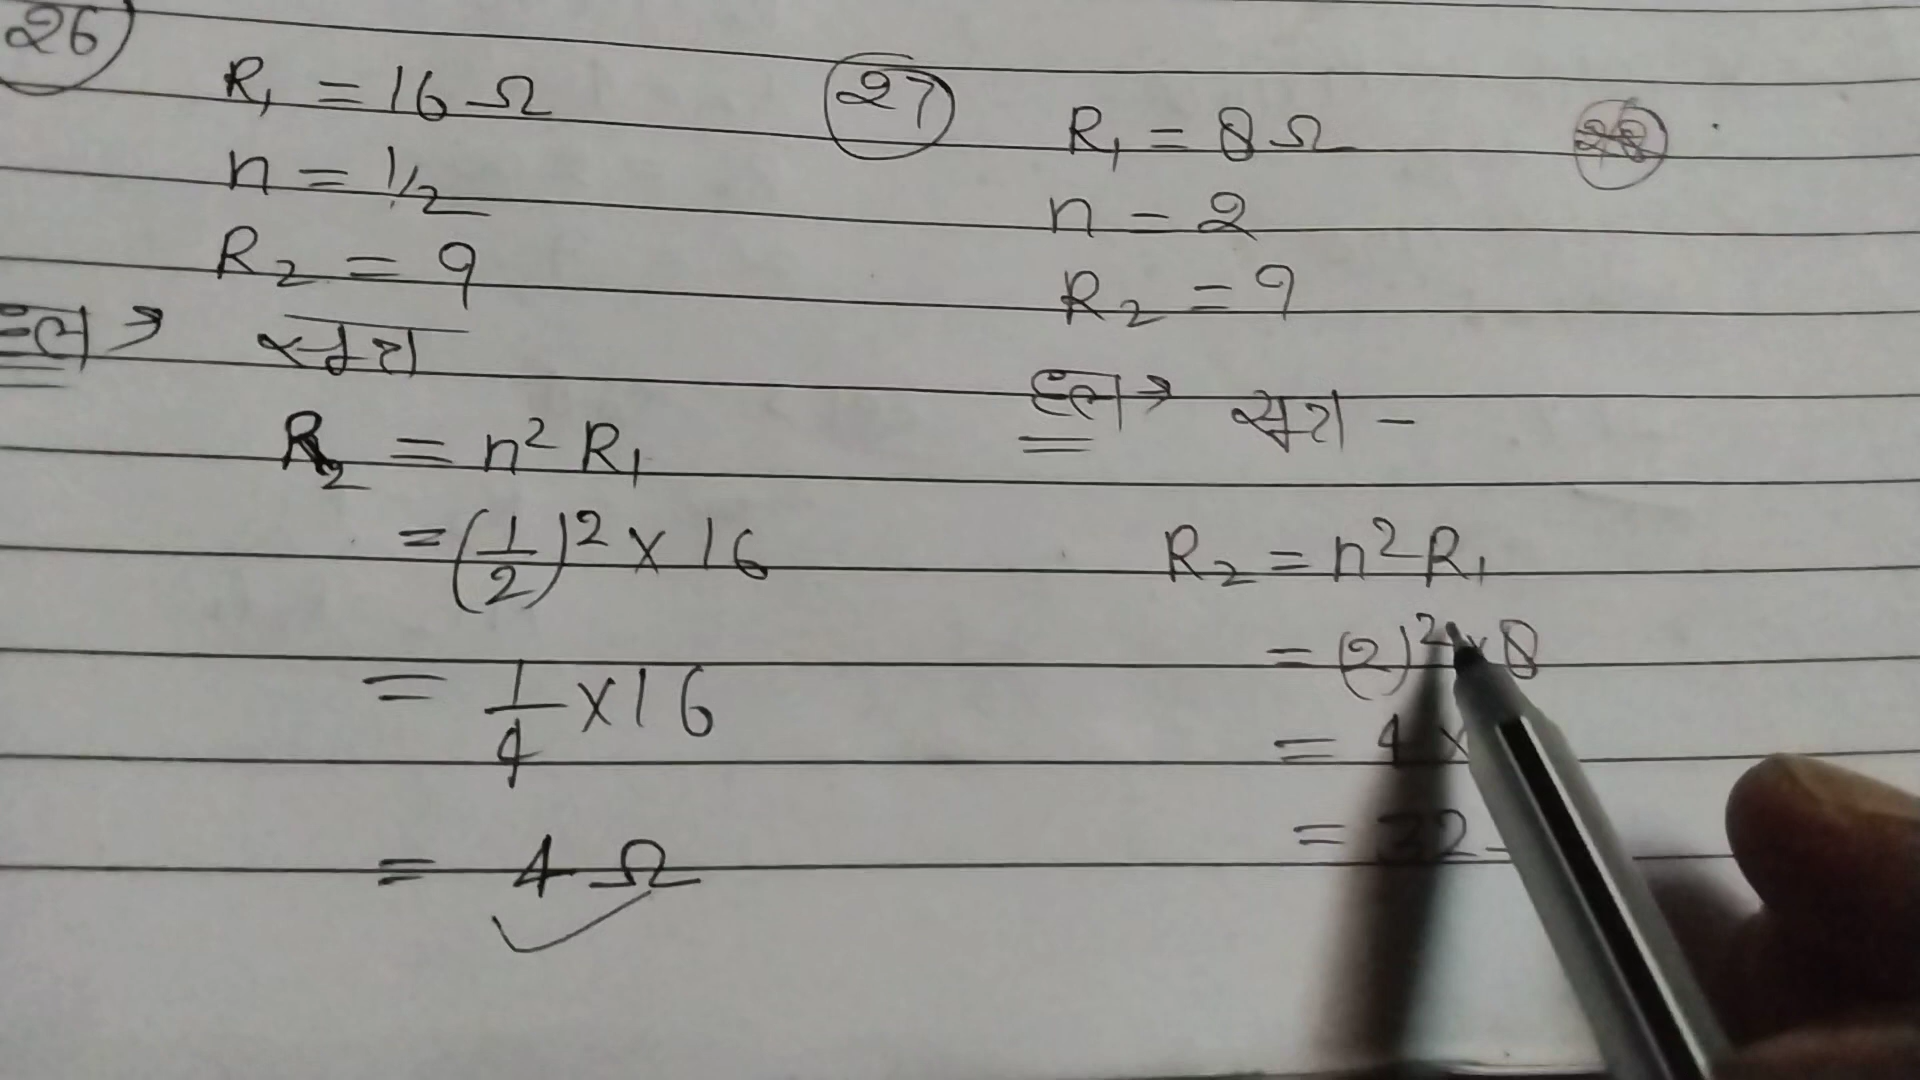 26
R₁ = 16 Ω
n = 1/2
R₂ = ?
हल → सूत्र
R₂ = n² R₁
= (1/2)² × 16
= 1/4 × 16
= 4 Ω
27
R₁ = 8 Ω
n = 2
R₂ = ?
हल → सूत्र -
R₂ = n² R₁
= (2)² × 8
= 4 ×
= 32